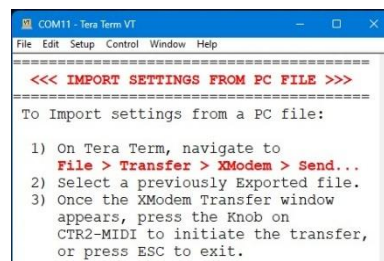 COM11 - Tera Term VT
File Edit Setup Control Window Help
<<< IMPORT SETTINGS FROM PC FILE >>>
To Import settings from a PC file:
1) On Tera Term, navigate to
File > Transfer > XModem > Send...
2) Select a previously Exported file.
3) Once the XModem Transfer window
appears, press the Knob on
CTR2-MIDI to initiate the transfer,
or press ESC to exit.